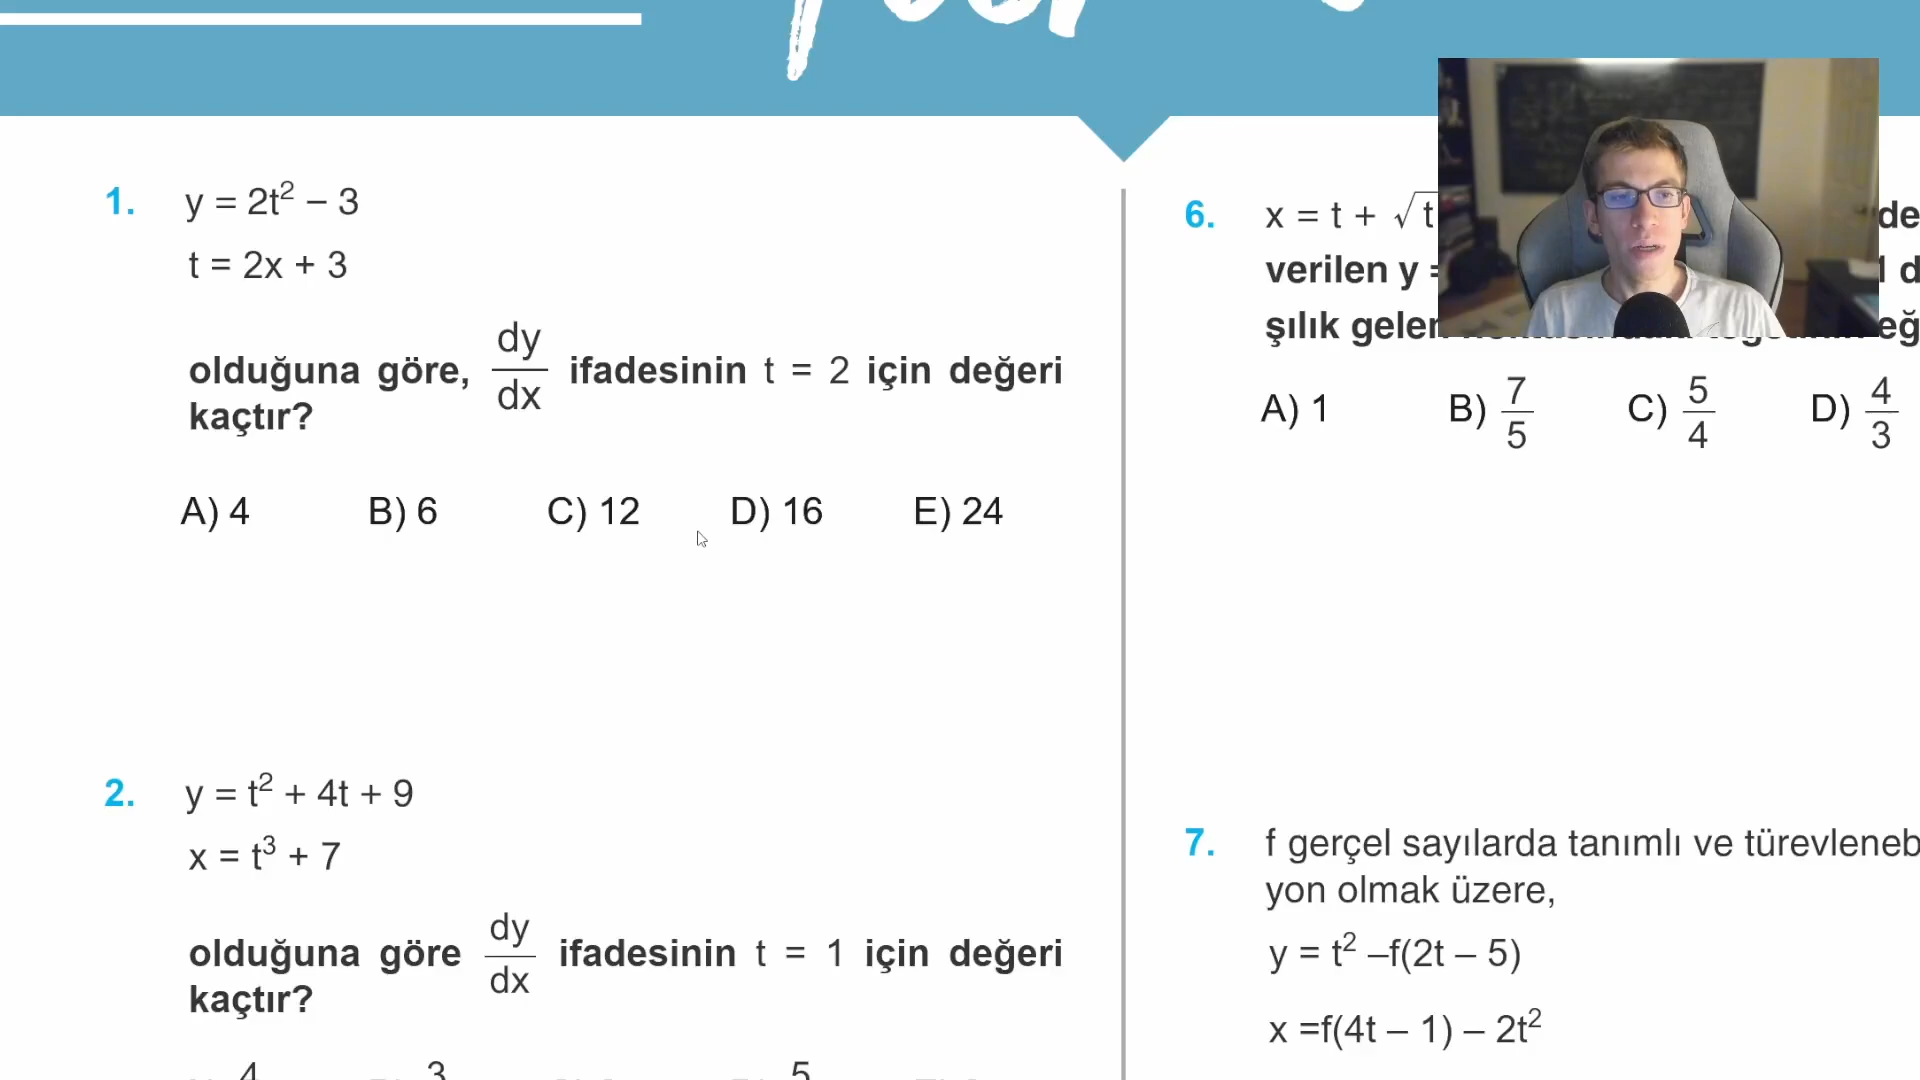 1. y = 2t² – 3
t = 2x + 3
olduğuna göre, dy/dx ifadesinin t = 2 için değeri
kaçtır?
A) 4 B) 6 C) 12 D) 16 E) 24
2. y = t² + 4t + 9
x = t³ + 7
olduğuna göre dy/dx ifadesinin t = 1 için değeri
kaçtır?
6. x = t + √t
verilen y =
A) 1 B) 7/5 C) 5/4 D) 4/3
7. f gerçel sayılarda tanımlı ve türevleneb
yon olmak üzere,
y = t² –f(2t – 5)
x =f(4t – 1) – 2t²